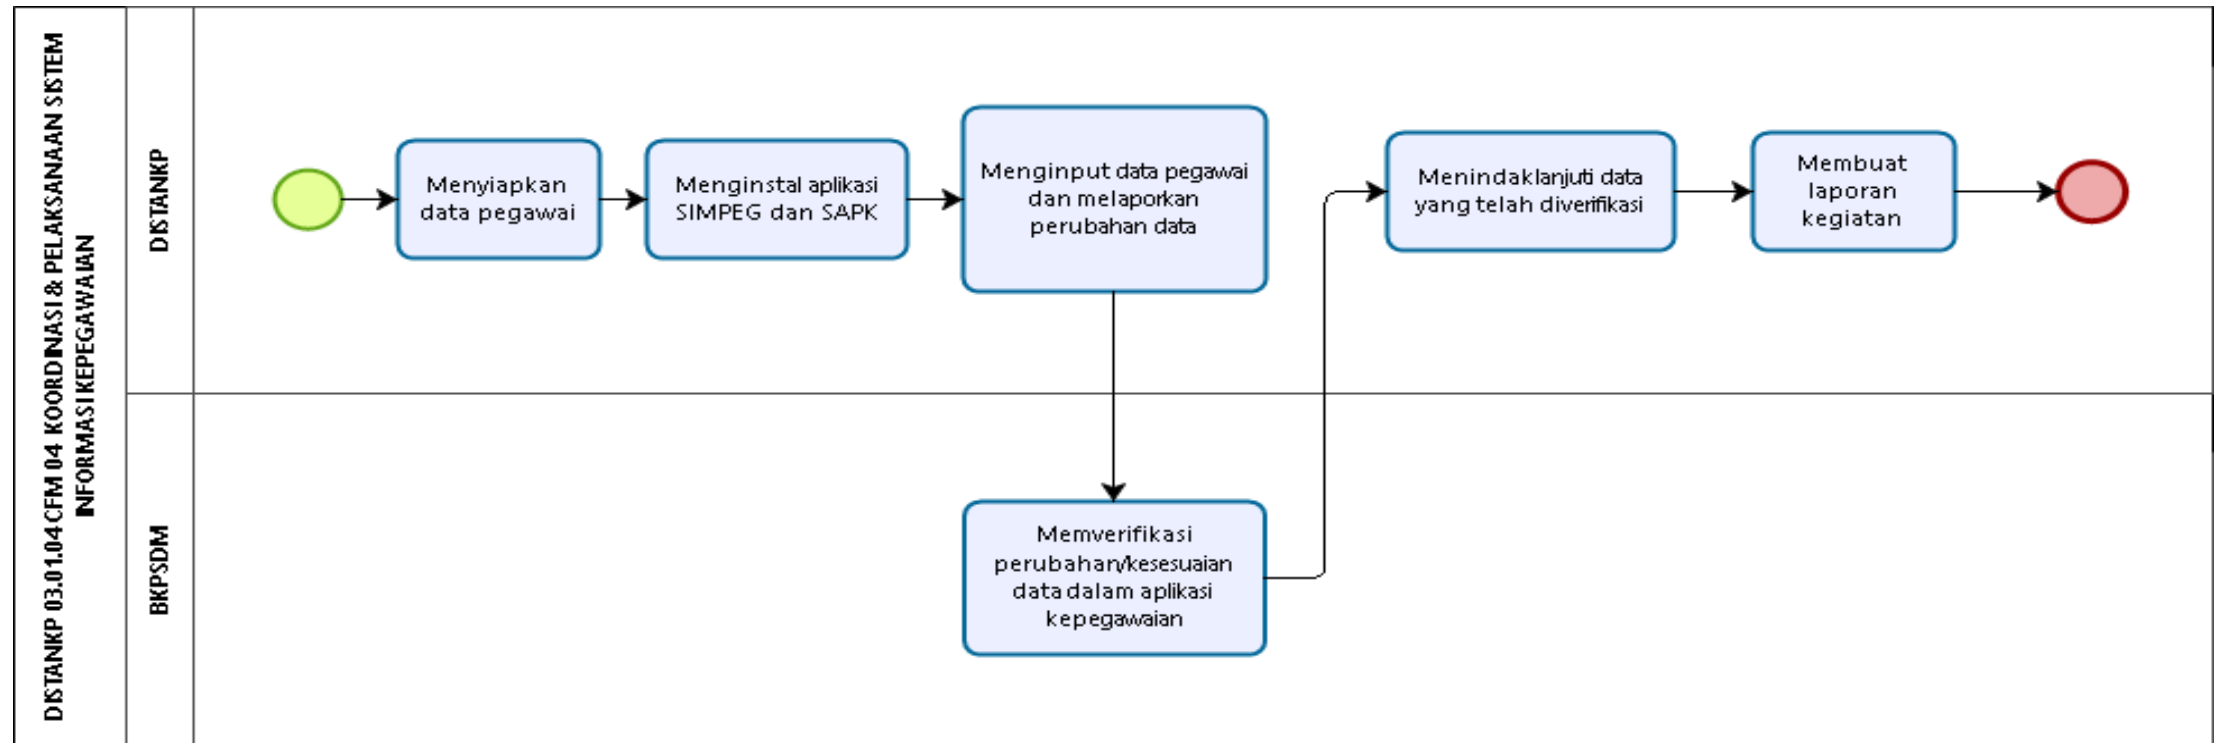 DISTANKP 03.01.04 CFM 04 KOORDINASI & PELAKSANAAN SISTEM
INFORMASI KEPEGAWAIAN
DISTANKP
Menyiapkan
data pegawai
Menginstal aplikasi
SIMPEG dan SAPK
Menginput data pegawai
dan melaporkan
perubahan data
Menindaklanjuti data
yang telah diverifikasi
Membuat
laporan
kegiatan
BKPSDM
Memverifikasi
perubahan/kesesuaian
data dalam aplikasi
kepegawaian